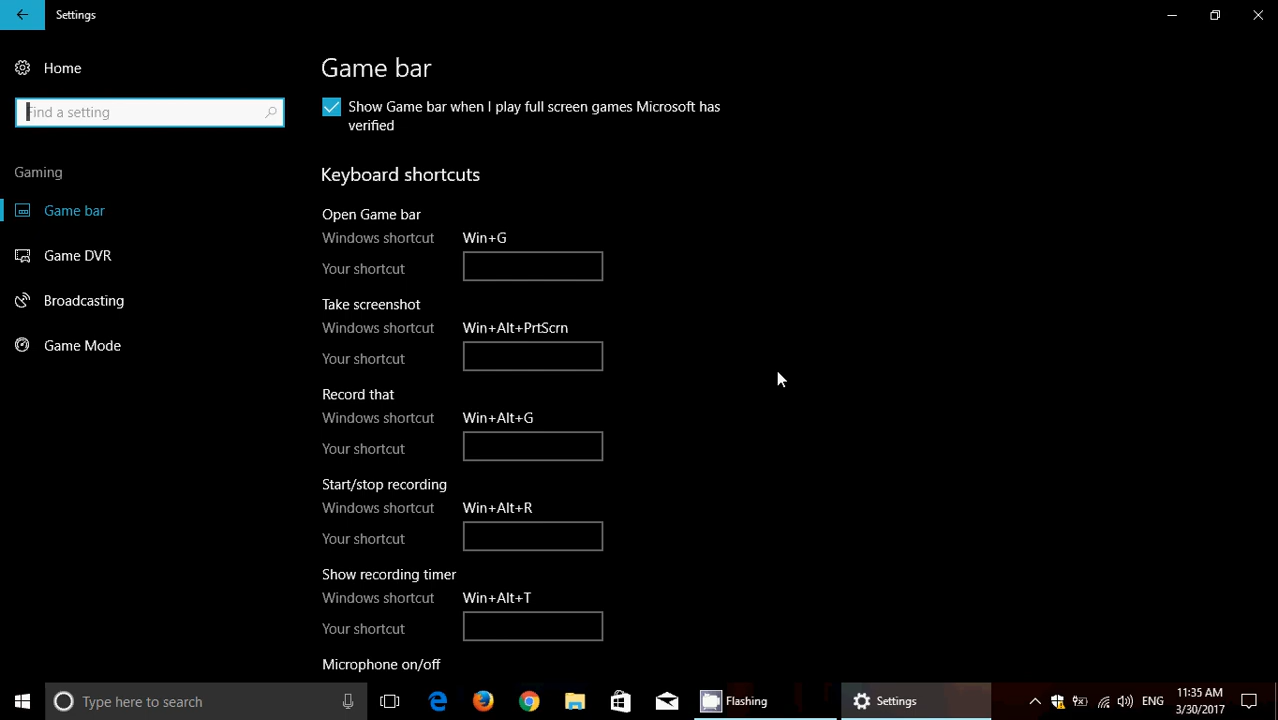 Settings
Home
Find a setting
Gaming
Game bar
Game DVR
Broadcasting
Game Mode
Game bar
Show Game bar when I play full screen games Microsoft has
verified
Keyboard shortcuts
Open Game bar
Windows shortcut Win+G
Your shortcut
Take screenshot
Windows shortcut Win+Alt+PrtScrn
Your shortcut
Record that
Windows shortcut Win+Alt+G
Your shortcut
Start/stop recording
Windows shortcut Win+Alt+R
Your shortcut
Show recording timer
Windows shortcut Win+Alt+T
Your shortcut
Microphone on/off
Type here to search
Flashing
Settings
ENG
11:35 AM
3/30/2017